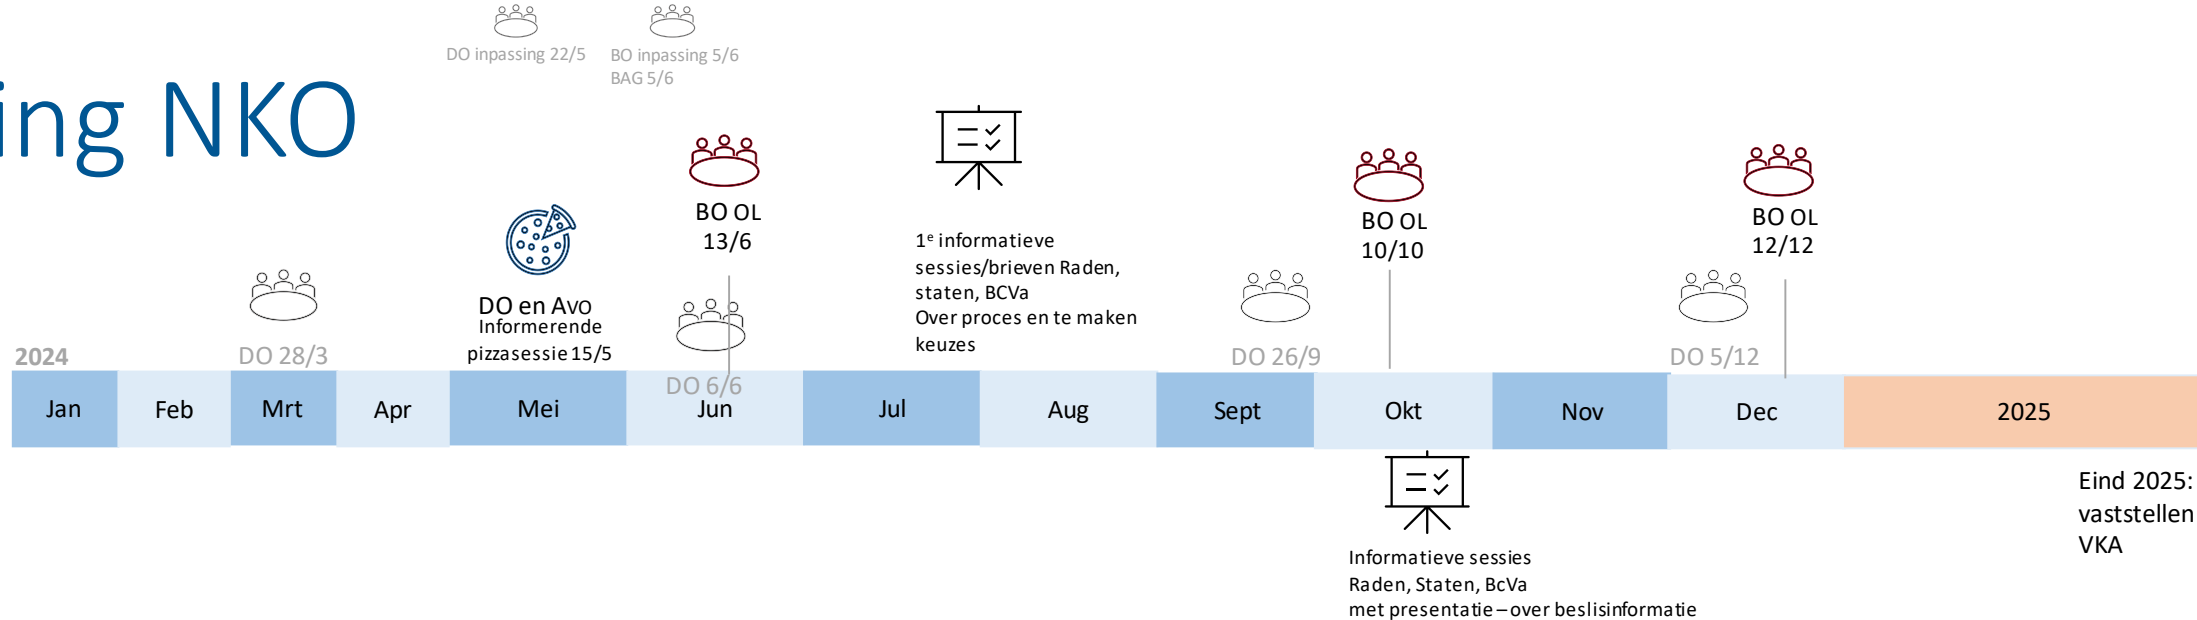 DO inpassing 22/5
BO inpassing 5/6
BAG 5/6
ing NKO
BO OL
13/6
BO OL
10/10
BO OL
12/12
DO en Avo
Informerende
pizzasessie 15/5
1e informatieve
sessies/brieven Raden,
staten, BCVa
Over proces en te maken
keuzes
2024
DO 28/3
DO 6/6
DO 26/9
DO 5/12
Jan
Feb
Mrt
Apr
Mei
Jun
Jul
Aug
Sept
Okt
Nov
Dec
2025
Informatieve sessies
Raden, Staten, BcVa
met presentatie – over beslisinformatie
Eind 2025:
vaststellen
VKA